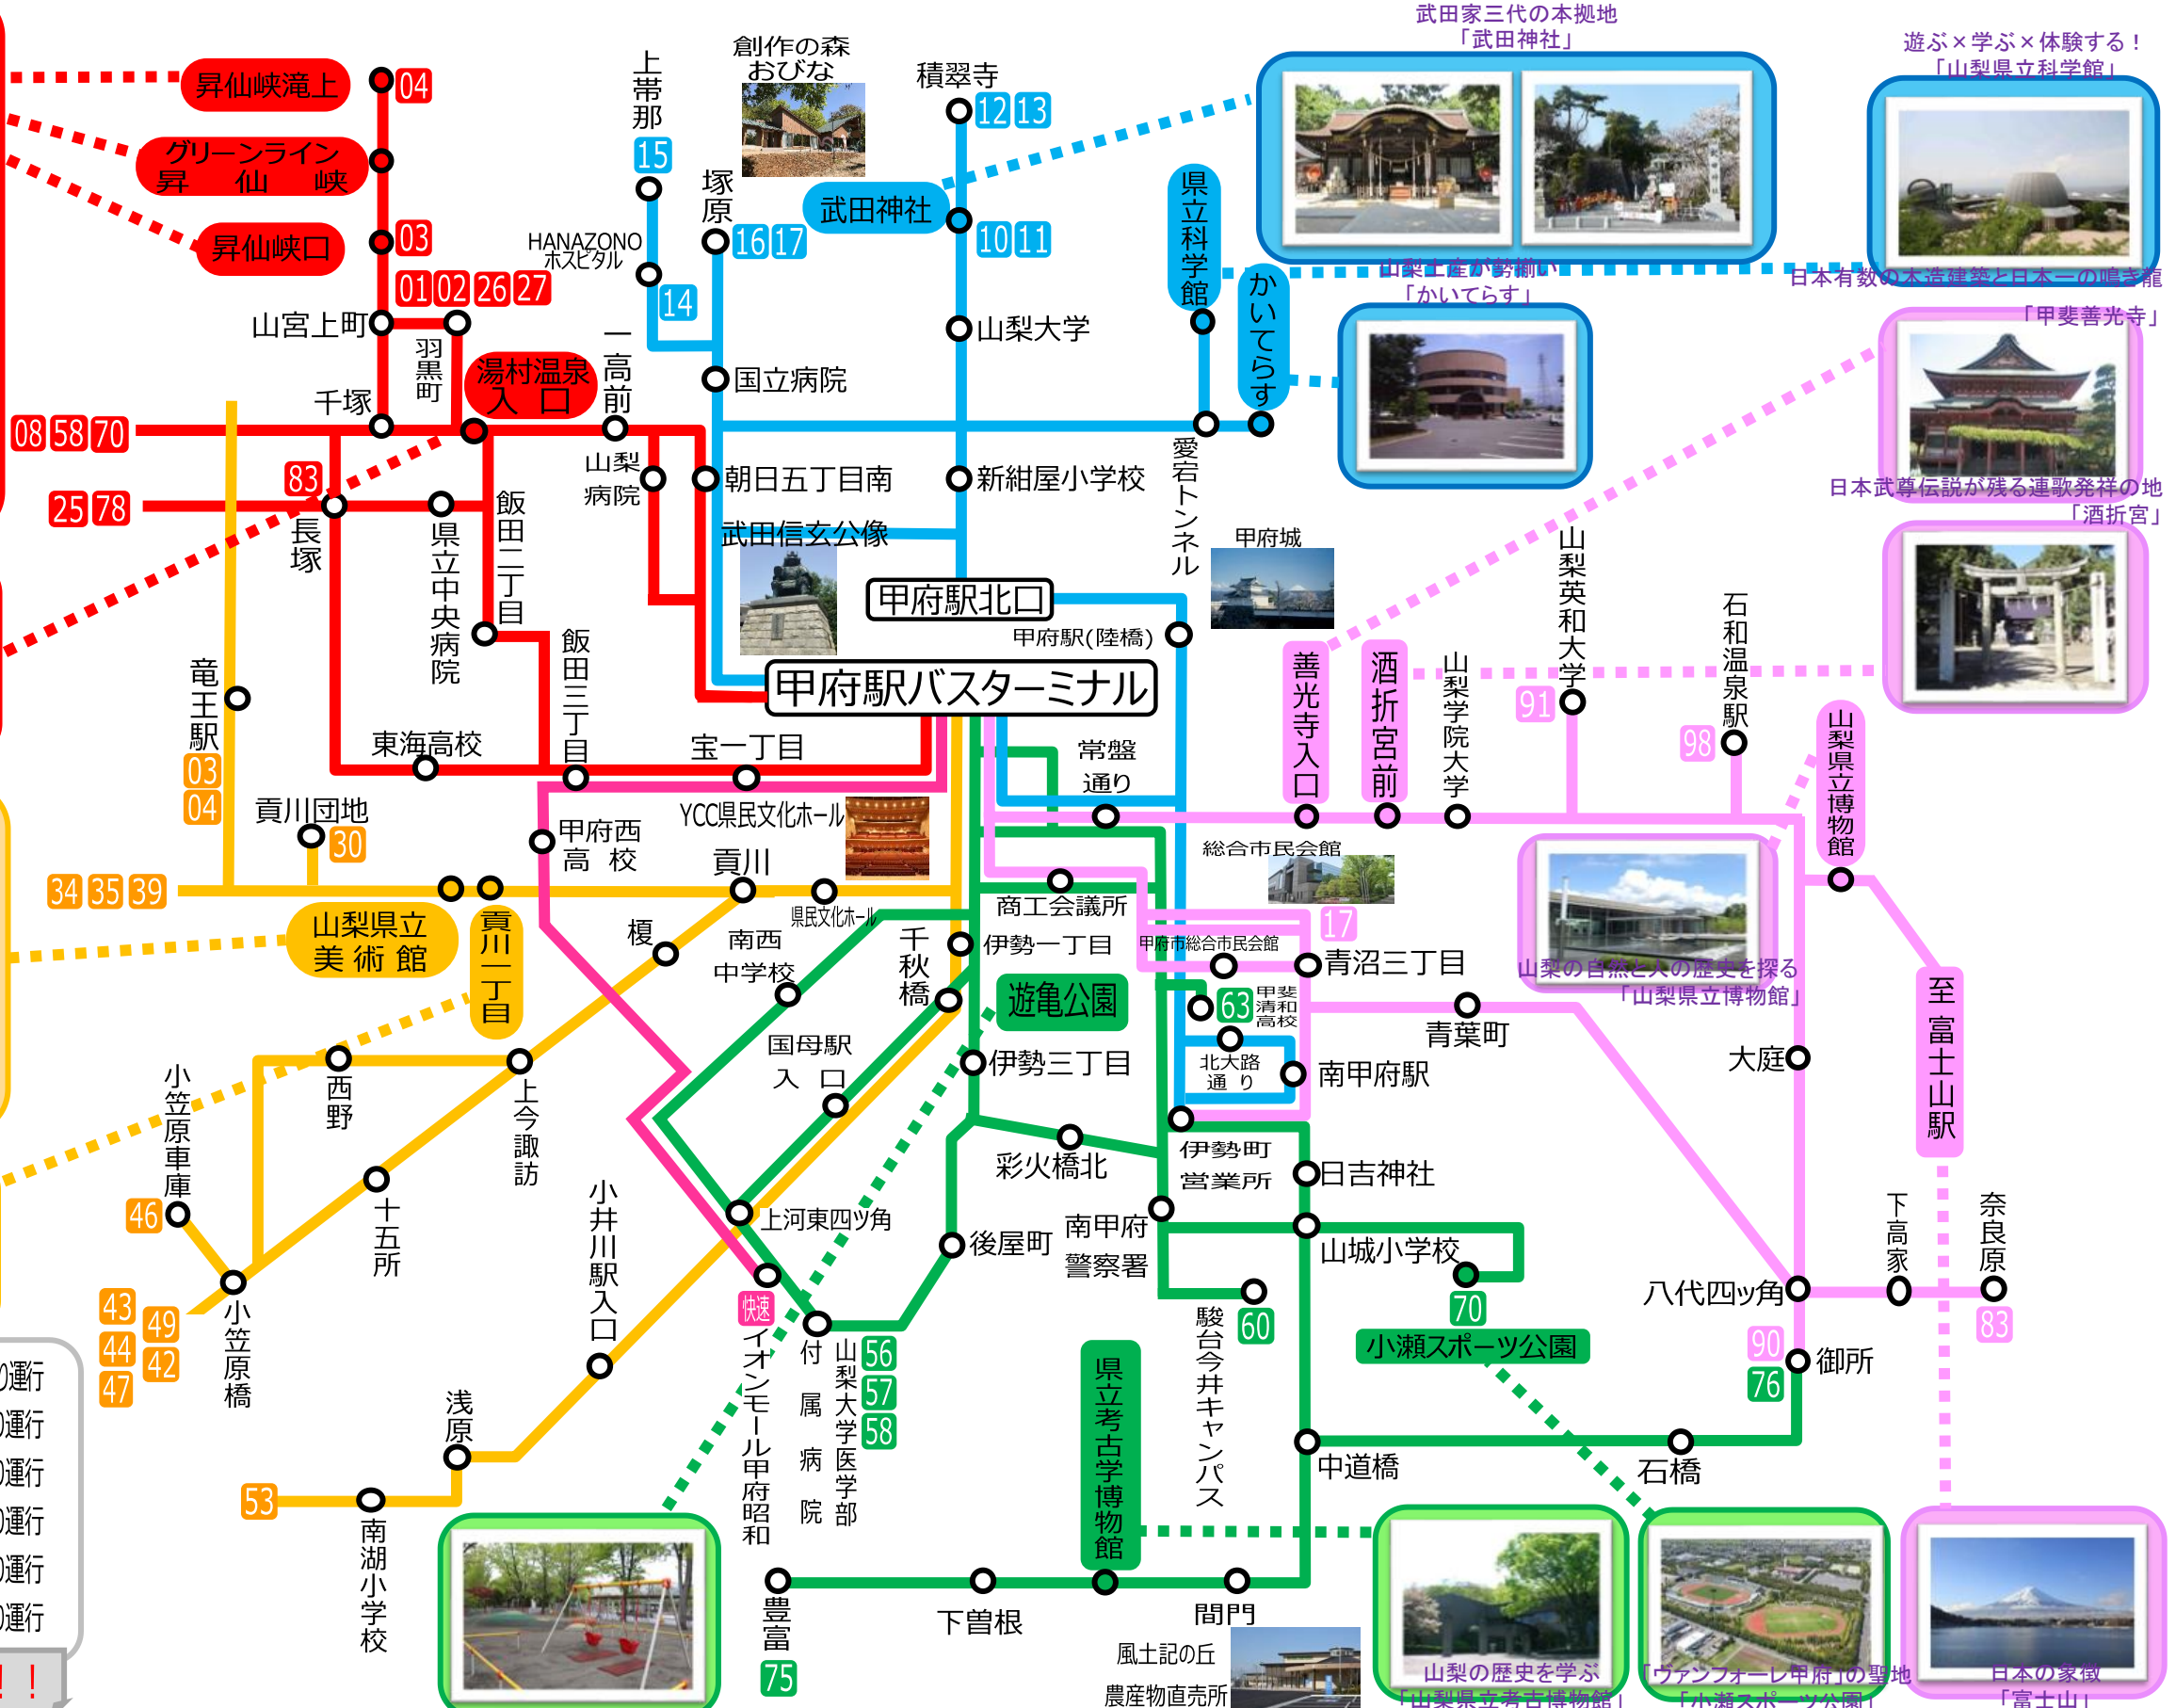 武田家三代の本拠地
「武田神社」
遊ぶ×学ぶ×体験する！
「山梨県立科学館」
昇仙峡滝上
04
グリーンライン
昇仙峡
昇仙峡口
03
01 02 26 27
山宮上町
羽黒町
湯村温泉
入口
千塚
08 58 70
83
25 78
長塚
県立中央病院
飯田二丁目
飯田三丁目
一高前
山梨
病院
朝日五丁目南
上帯那
15
HANAZONO
ホスピタル
14
創作の森
おびな
塚原
16 17
国立病院
積翠寺
12 13
武田神社
10 11
山梨大学
新紺屋小学校
武田信玄公像
県立科学館
かいてらす
愛宕トンネル
山梨土産が勢揃い
「かいてらす」
日本有数の木造建築と日本一の鳴き龍
「甲斐善光寺」
日本武尊伝説が残る連歌発祥の地
「酒折宮」
甲府駅北口
甲府駅(陸橋)
甲府城
甲府駅バスターミナル
竜王駅
03
04
東海高校
宝一丁目
貢川団地
30
34 35 39
山梨県立
美術館
貢川一丁目
甲府西
高校
YCC県民文化ホール
貢川
県民文化ホール
榎
南西
中学校
千秋橋
国母駅
入口
常盤
通り
商工会議所
伊勢一丁目
遊亀公園
伊勢三丁目
彩火橋北
総合市民会館
17
甲府市総合市民会館
青沼三丁目
63
甲斐
清和
高校
北大路
通り
南甲府駅
伊勢町
営業所
善光寺入口
酒折宮前
山梨学院大学
山梨英和大学
91
石和温泉駅
98
山梨県立博物館
山梨の自然と人の歴史を探る
「山梨県立博物館」
青葉町
大庭
至富士山駅
西野
上今諏訪
小笠原車庫
46
十五所
小笠原橋
43
44
47
49
42
小井川駅入口
浅原
53
南湖小学校
上河東四ツ角
快速
イオンモール甲府昭和
山梨大学医学部
付属病院
56
57
58
後屋町
南甲府
警察署
日吉神社
山城小学校
70
小瀬スポーツ公園
60
駿台今井キャンパス
八代四ッ角
下高家
奈良原
83
90
76
御所
中道橋
石橋
県立考古学博物館
豊富
75
下曽根
間門
風土記の丘
農産物直売所
山梨の歴史を学ぶ
「山梨県立考古博物館」
「ヴァンフォーレ甲府」の聖地
「小瀬スポーツ公園」
日本の象徴
「富士山」
運行
運行
運行
運行
運行
運行
！！